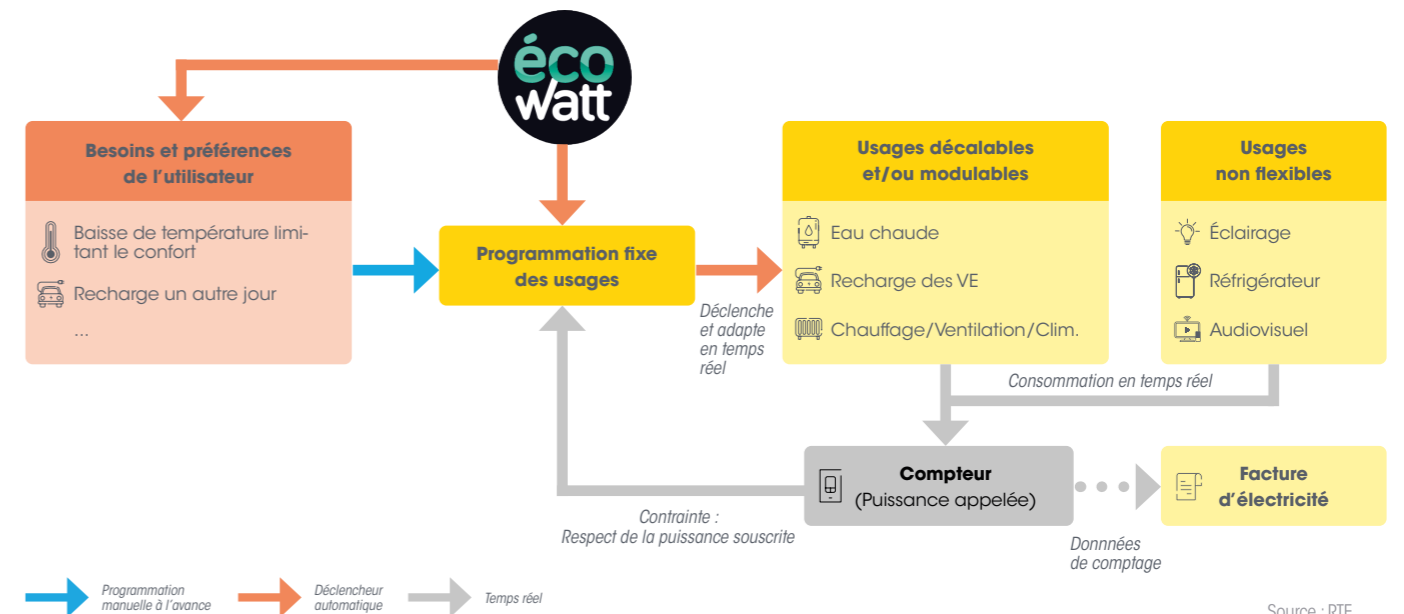 éco
watt
Besoins et préférences
de l'utilisateur
Baisse de température limi-
tant le confort
Recharge un autre jour
...
Programmation fixe
des usages
Déclenche
et adapte
en temps
réel
Usages décalables
et/ou modulables
Eau chaude
Recharge des VE
Chauffage/Ventilation/Clim.
Usages
non flexibles
Éclairage
Réfrigérateur
Audiovisuel
Consommation en temps réel
Compteur
(Puissance appelée)
Facture
d'électricité
Contrainte :
Respect de la puissance souscrite
Donnnées
de comptage
Programmation
manuelle à l'avance
Déclencheur
automatique
Temps réel
Source : RTE